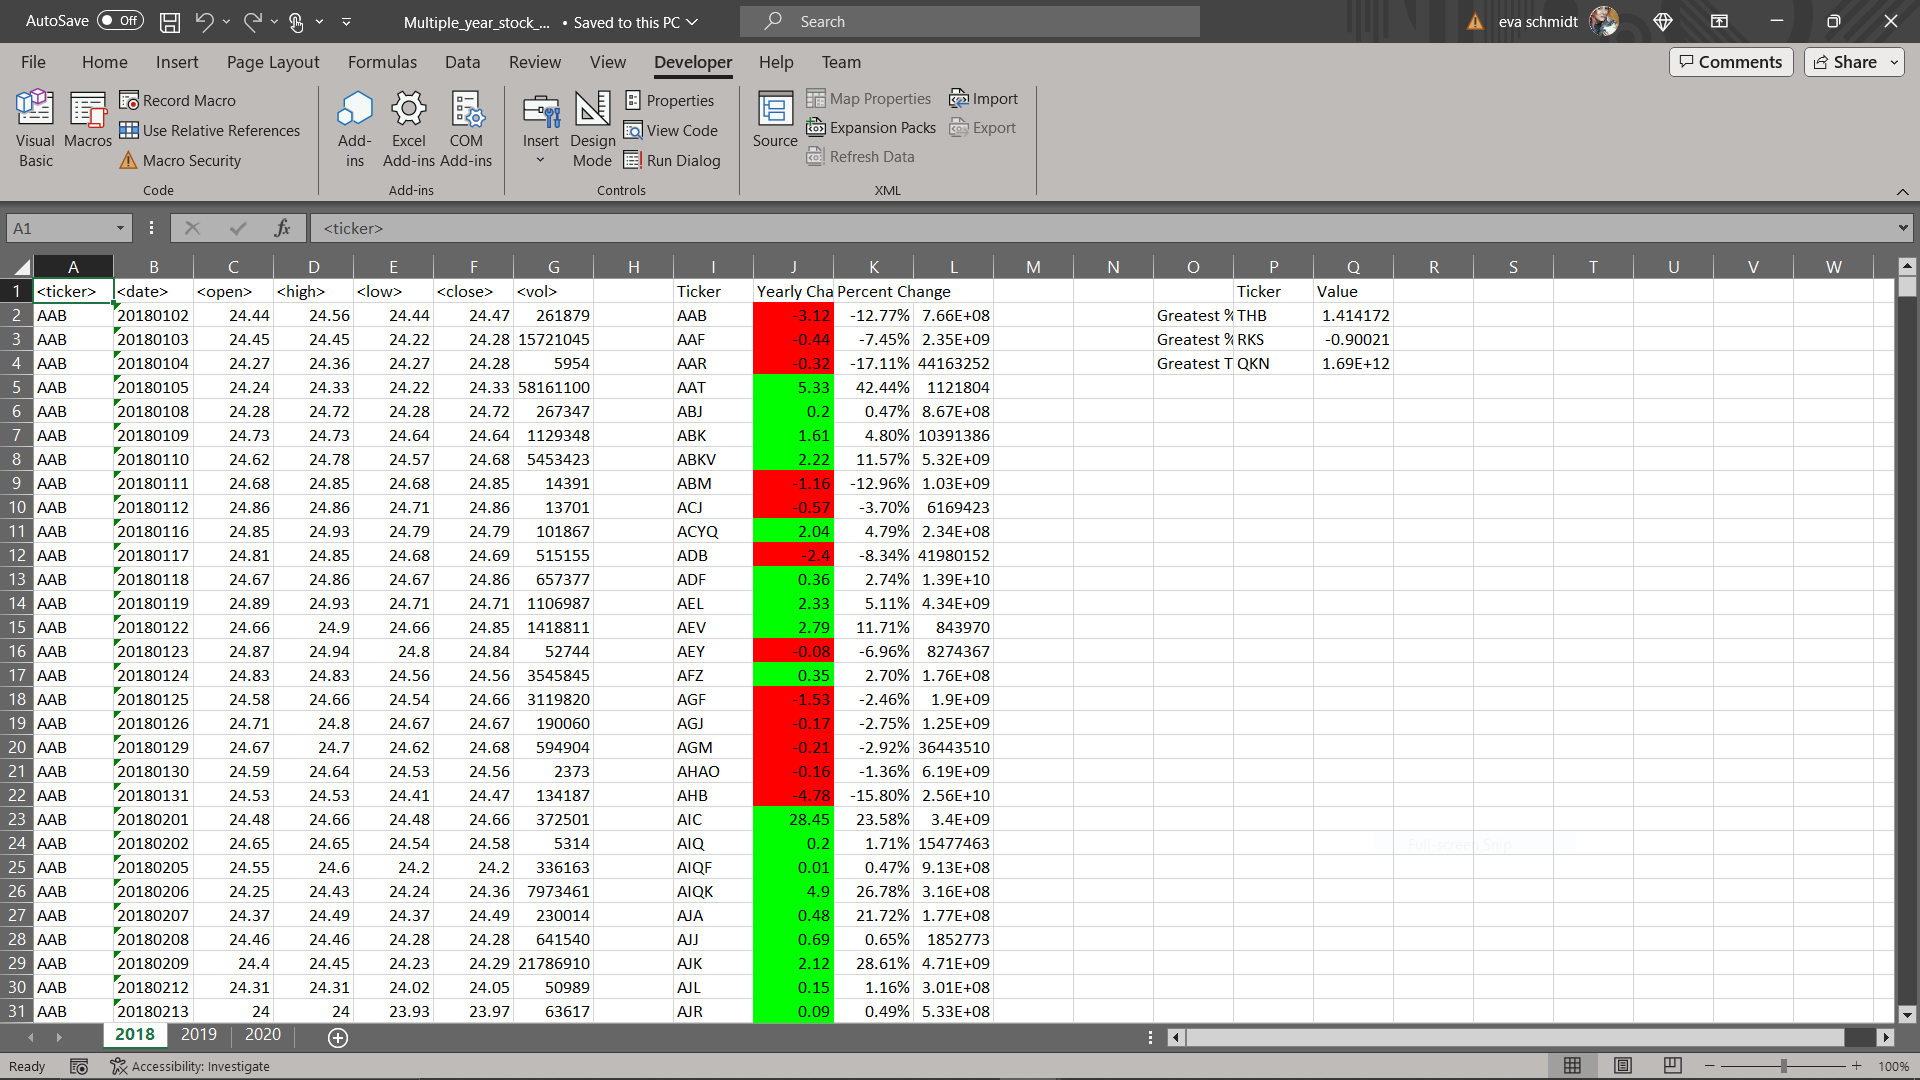 AutoSave Off Multiple_year_stock_... • Saved to this PC Search eva schmidt
File Home Insert Page Layout Formulas Data Review View Developer Help Team Comments Share
Visual Basic
Macros
Record Macro
Use Relative References
Macro Security
Code
Add-ins
Excel Add-ins
COM Add-ins
Add-ins
Insert
Design Mode
Properties
View Code
Run Dialog
Controls
Source
Map Properties
Expansion Packs
Refresh Data
Import
Export
XML
A1 fx <ticker>
A B C D E F G H I J K L M N O P Q R S T U V W
1 <ticker> <date> <open> <high> <low> <close> <vol> Ticker Yearly Cha Percent Change Ticker Value
2 AAB 20180102 24.44 24.56 24.44 24.47 261879 AAB -3.12 -12.77% 7.66E+08 Greatest % THB 1.414172
3 AAB 20180103 24.45 24.45 24.22 24.28 15721045 AAF -0.44 -7.45% 2.35E+09 Greatest % RKS -0.90021
4 AAB 20180104 24.27 24.36 24.27 24.28 5954 AAR -0.32 -17.11% 44163252 Greatest T QKN 1.69E+12
5 AAB 20180105 24.24 24.33 24.22 24.33 58161100 AAT 5.33 42.44% 1121804
6 AAB 20180108 24.28 24.72 24.28 24.72 267347 ABJ 0.2 0.47% 8.67E+08
7 AAB 20180109 24.73 24.73 24.64 24.64 1129348 ABK 1.61 4.80% 10391386
8 AAB 20180110 24.62 24.78 24.57 24.68 5453423 ABKV 2.22 11.57% 5.32E+09
9 AAB 20180111 24.68 24.85 24.68 24.85 14391 ABM -1.16 -12.96% 1.03E+09
10 AAB 20180112 24.86 24.86 24.71 24.86 13701 ACJ -0.57 -3.70% 6169423
11 AAB 20180116 24.85 24.93 24.79 24.79 101867 ACYQ 2.04 4.79% 2.34E+08
12 AAB 20180117 24.81 24.85 24.68 24.69 515155 ADB -2.4 -8.34% 41980152
13 AAB 20180118 24.67 24.86 24.67 24.86 657377 ADF 0.36 2.74% 1.39E+10
14 AAB 20180119 24.89 24.93 24.71 24.71 1106987 AEL 2.33 5.11% 4.34E+09
15 AAB 20180122 24.66 24.9 24.66 24.85 1418811 AEV 2.79 11.71% 843970
16 AAB 20180123 24.87 24.94 24.8 24.84 52744 AEY -0.08 -6.96% 8274367
17 AAB 20180124 24.83 24.83 24.56 24.56 3545845 AFZ 0.35 2.70% 1.76E+08
18 AAB 20180125 24.58 24.66 24.54 24.66 3119820 AGF -1.53 -2.46% 1.9E+09
19 AAB 20180126 24.71 24.8 24.67 24.67 190060 AGJ -0.17 -2.75% 1.25E+09
20 AAB 20180129 24.67 24.7 24.62 24.68 594904 AGM -0.21 -2.92% 36443510
21 AAB 20180130 24.59 24.64 24.53 24.56 2373 AHAO -0.16 -1.36% 6.19E+09
22 AAB 20180131 24.53 24.53 24.41 24.47 134187 AHB -4.78 -15.80% 2.56E+10
23 AAB 20180201 24.48 24.66 24.48 24.66 372501 AIC 28.45 23.58% 3.4E+09
24 AAB 20180202 24.65 24.65 24.54 24.58 5314 AIQ 0.2 1.71% 15477463
25 AAB 20180205 24.55 24.6 24.2 24.2 336163 AIQF 0.01 0.47% 9.13E+08
26 AAB 20180206 24.25 24.43 24.24 24.36 7973461 AIQK 4.9 26.78% 3.16E+08
27 AAB 20180207 24.37 24.49 24.37 24.49 230014 AJA 0.48 21.72% 1.77E+08
28 AAB 20180208 24.46 24.46 24.28 24.28 641540 AJJ 0.69 0.65% 1852773
29 AAB 20180209 24.4 24.45 24.23 24.29 21786910 AJK 2.12 28.61% 4.71E+09
30 AAB 20180212 24.31 24.31 24.02 24.05 50989 AJL 0.15 1.16% 3.01E+08
31 AAB 20180213 24 24 23.93 23.97 63617 AJR 0.09 0.49% 5.33E+08
2018 2019 2020
Ready Accessibility: Investigate 100%